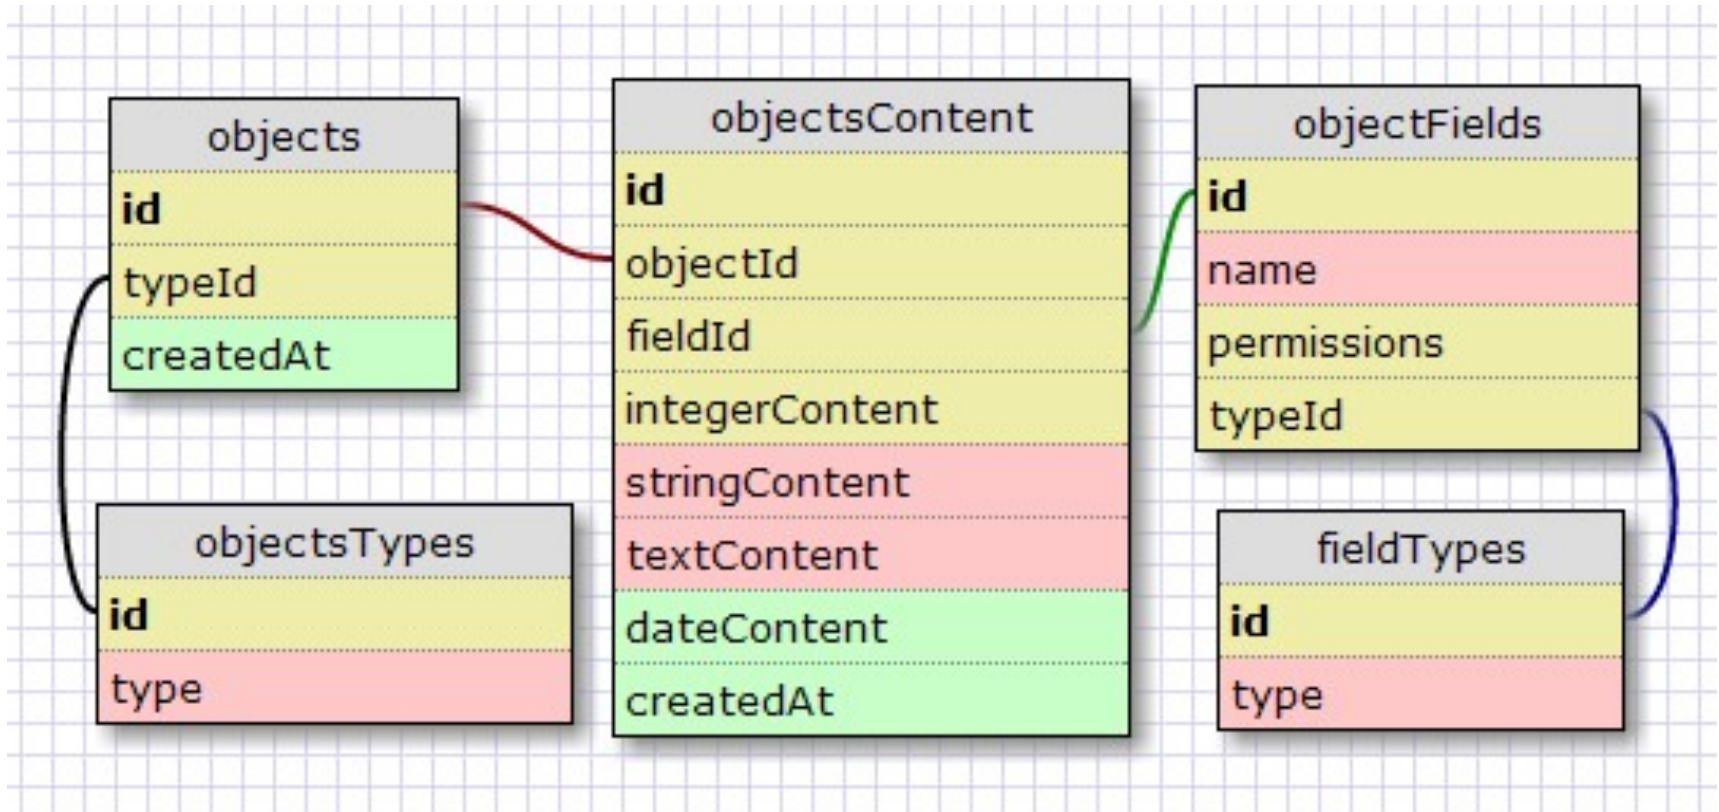 objects
id
typeId
createdAt
objectsTypes
id
type
objectsContent
id
objectId
fieldId
integerContent
stringContent
textContent
dateContent
createdAt
objectFields
id
name
permissions
typeId
fieldTypes
id
type